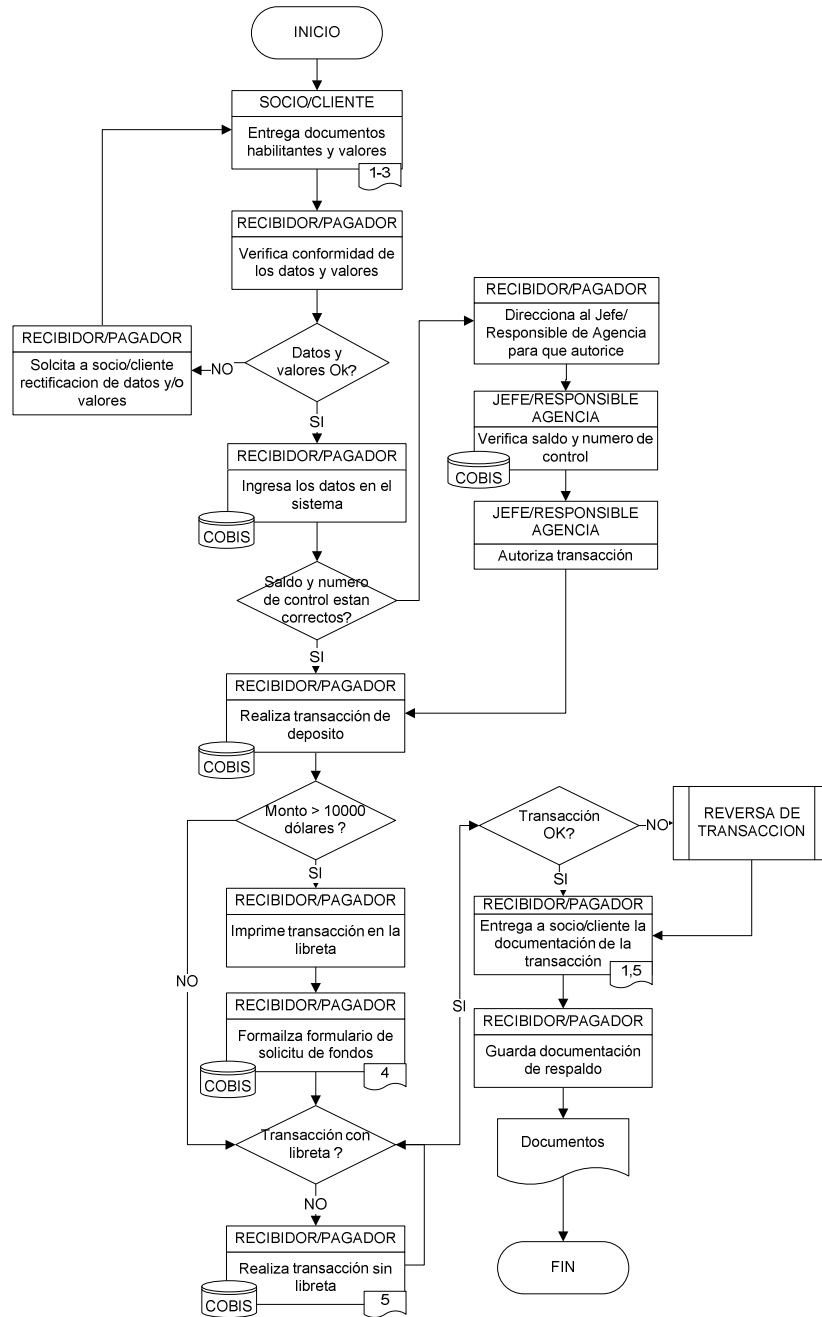 INICIO
SOCIO/CLIENTE
Entrega documentos
habilitantes y valores
1-3
RECIBIDOR/PAGADOR
Verifica conformidad de
los datos y valores
Datos y
valores Ok?
NO
RECIBIDOR/PAGADOR
Solcita a socio/cliente
rectificacion de datos y/o
valores
SI
RECIBIDOR/PAGADOR
Ingresa los datos en el
sistema
COBIS
Saldo y numero
de control estan
correctos?
RECIBIDOR/PAGADOR
Direcciona al Jefe/
Responsible de Agencia
para que autorice
JEFE/RESPONSIBLE
AGENCIA
Verifica saldo y numero de
control
COBIS
JEFE/RESPONSIBLE
AGENCIA
Autoriza transacción
SI
RECIBIDOR/PAGADOR
Realiza transacción de
deposito
COBIS
Monto > 10000
dólares ?
SI
RECIBIDOR/PAGADOR
Imprime transacción en la
libreta
NO
RECIBIDOR/PAGADOR
Formailza formulario de
solicitu de fondos
COBIS
4
Transacción con
libreta ?
NO
RECIBIDOR/PAGADOR
Realiza transacción sin
libreta
COBIS
5
SI
Transacción
OK?
NO
REVERSA DE
TRANSACCION
SI
RECIBIDOR/PAGADOR
Entrega a socio/cliente la
documentación de la
transacción
1,5
RECIBIDOR/PAGADOR
Guarda documentación
de respaldo
Documentos
FIN